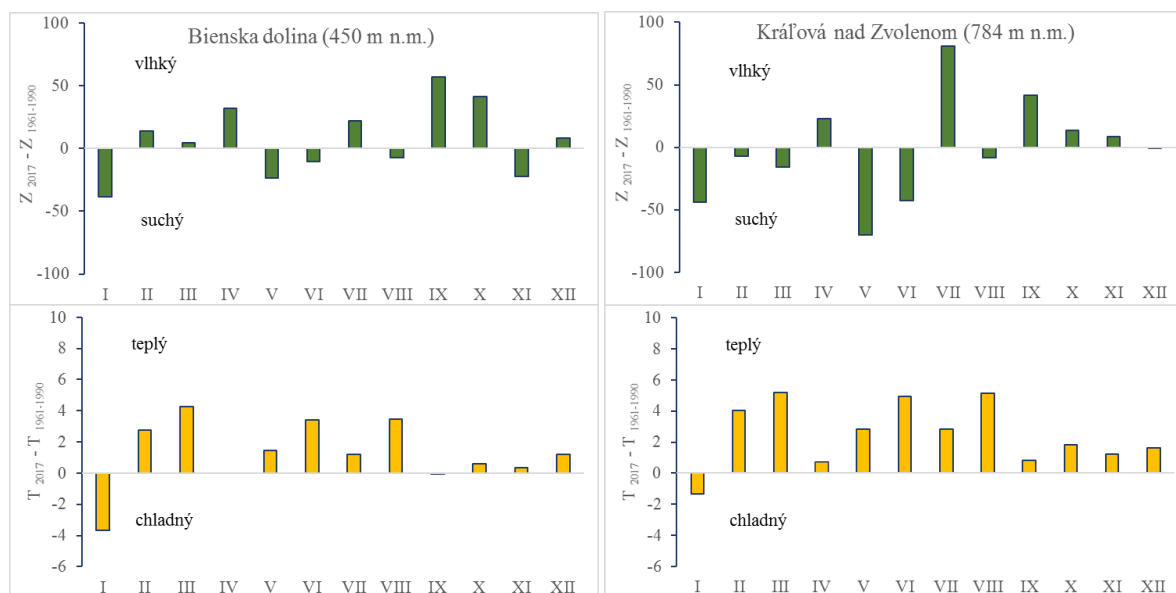 Bienska dolina (450 m n.m.)
vlhký
suchý
Z 2017 - Z 1961-1990
100
50
0
-50
-100
I II III IV V VI VII VIII IX X XI XII
Kráľová nad Zvolenom (784 m n.m.)
vlhký
suchý
Z 2017 - Z 1961-1990
100
50
0
-50
-100
I II III IV V VI VII VIII IX X XI XII
teplý
chladný
T 2017 - T 1961-1990
10
8
6
4
2
0
-2
-4
-6
I II III IV V VI VII VIII IX X XI XII
teplý
chladný
T 2017 - T 1961-1990
10
8
6
4
2
0
-2
-4
-6
I II III IV V VI VII VIII IX X XI XII